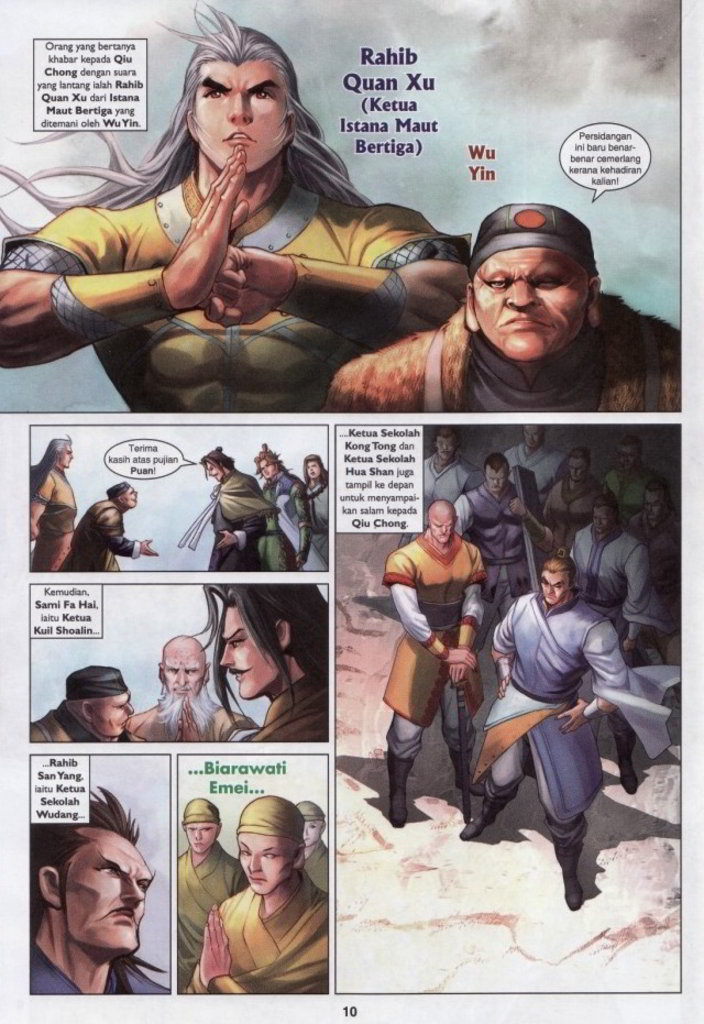 Orang yang bertanya
khabar kepada Qiu
Chong dengan suara
yang lantang ialah Rahib
Quan Xu dari Istana
Maut Bertiga yang
ditemani oleh Wu Yin.
Rahib
Quan Xu
(Ketua
Istana Maut
Bertiga)
Wu
Yin
Persidangan
ini baru benar-
benar cemerlang
kerana kehadiran
kalian!
Terima
kasih atas pujian
Puan!
....Ketua Sekolah
Kong Tong dan
Ketua Sekolah
Hua Shan juga
tampil ke depan
untuk menyampai-
kan salam kepada
Qiu Chong.
Kemudian,
Sami Fa Hai,
iaitu Ketua
Kuil Shoalin...
...Rahib
San Yang,
iaitu Ketua
Sekolah
Wudang...
...Biarawati
Emei...
10